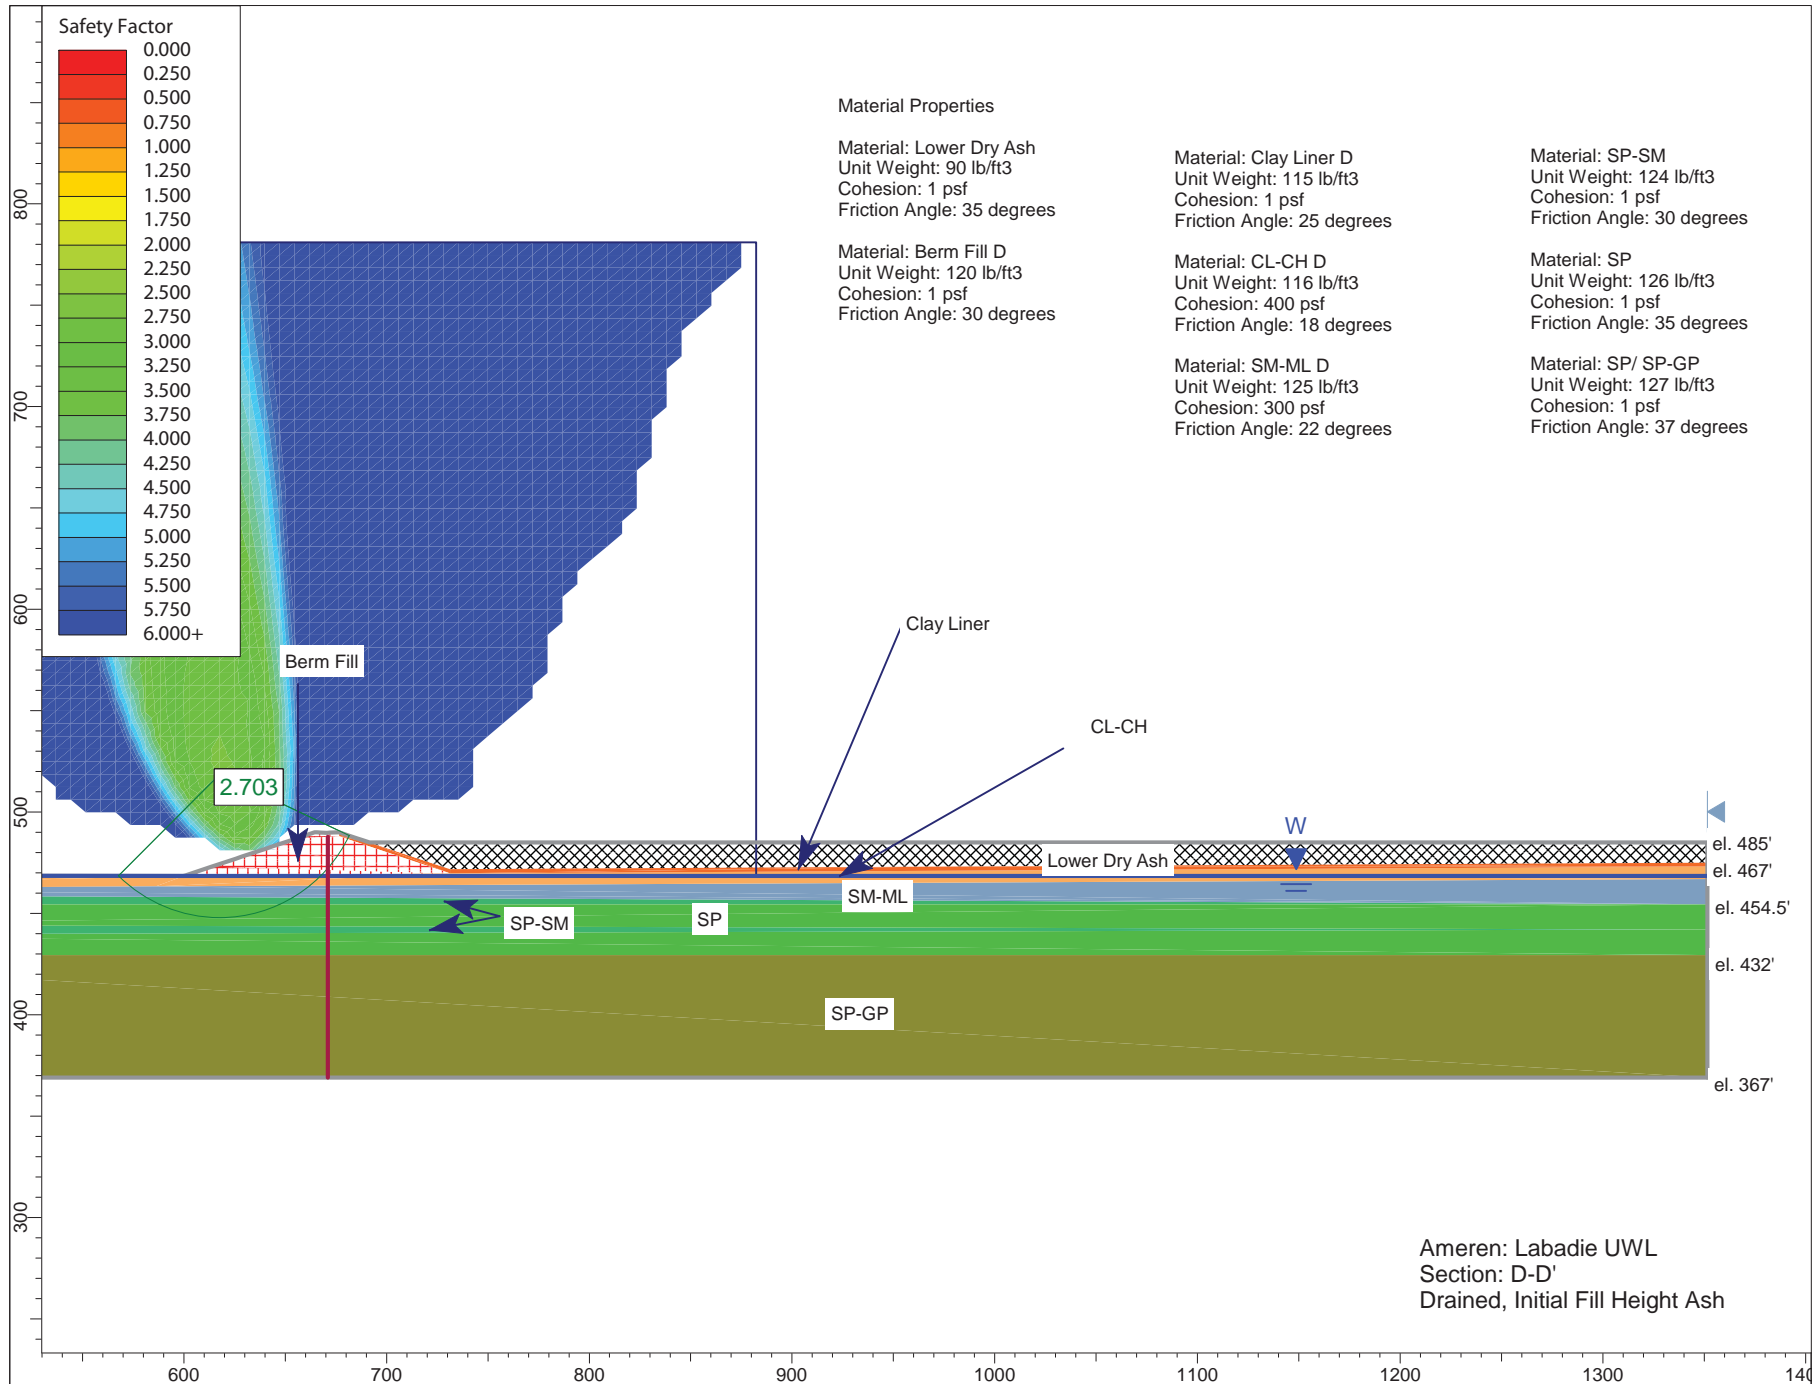 Safety Factor
0.000
0.250
0.500
0.750
1.000
1.250
1.500
1.750
2.000
2.250
2.500
2.750
3.000
3.250
3.500
3.750
4.000
4.250
4.500
4.750
5.000
5.250
5.500
5.750
6.000+
Material Properties
Material: Lower Dry Ash
Unit Weight: 90 lb/ft3
Cohesion: 1 psf
Friction Angle: 35 degrees
Material: Berm Fill D
Unit Weight: 120 lb/ft3
Cohesion: 1 psf
Friction Angle: 30 degrees
Material: Clay Liner D
Unit Weight: 115 lb/ft3
Cohesion: 1 psf
Friction Angle: 25 degrees
Material: CL-CH D
Unit Weight: 116 lb/ft3
Cohesion: 400 psf
Friction Angle: 18 degrees
Material: SM-ML D
Unit Weight: 125 lb/ft3
Cohesion: 300 psf
Friction Angle: 22 degrees
Material: SP-SM
Unit Weight: 124 lb/ft3
Cohesion: 1 psf
Friction Angle: 30 degrees
Material: SP
Unit Weight: 126 lb/ft3
Cohesion: 1 psf
Friction Angle: 35 degrees
Material: SP/ SP-GP
Unit Weight: 127 lb/ft3
Cohesion: 1 psf
Friction Angle: 37 degrees
800
700
600
500
400
300
Berm Fill
Clay Liner
CL-CH
2.703
W
Lower Dry Ash
SM-ML
SP-SM
SP
SP-GP
el. 485'
el. 467'
el. 454.5'
el. 432'
el. 367'
Ameren: Labadie UWL
Section: D-D'
Drained, Initial Fill Height Ash
600
700
800
900
1000
1100
1200
1300